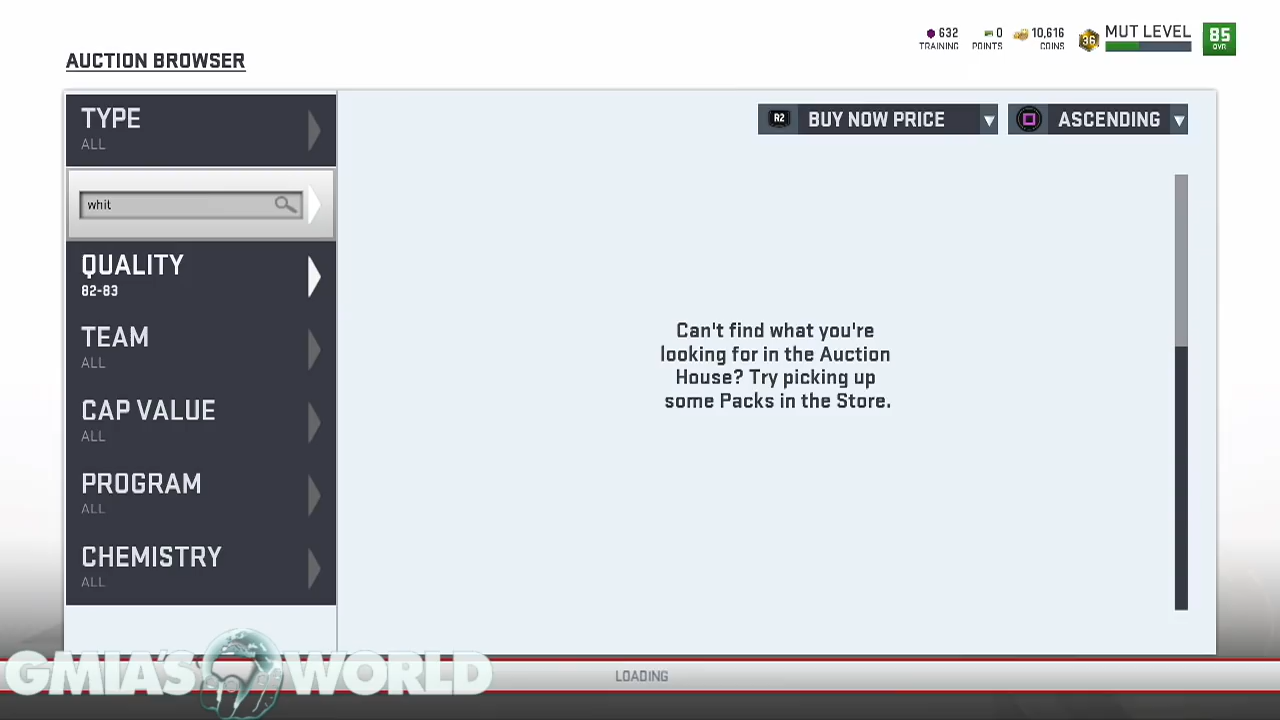 AUCTION BROWSER
632
TRAINING
0
POINTS
10,616
COINS
36
MUT LEVEL
85
OVR
TYPE
ALL
whit
QUALITY
82-83
TEAM
ALL
CAP VALUE
ALL
PROGRAM
ALL
CHEMISTRY
ALL
R2 BUY NOW PRICE
ASCENDING
Can't find what you're
looking for in the Auction
House? Try picking up
some Packs in the Store.
GMIA'S WORLD
LOADING